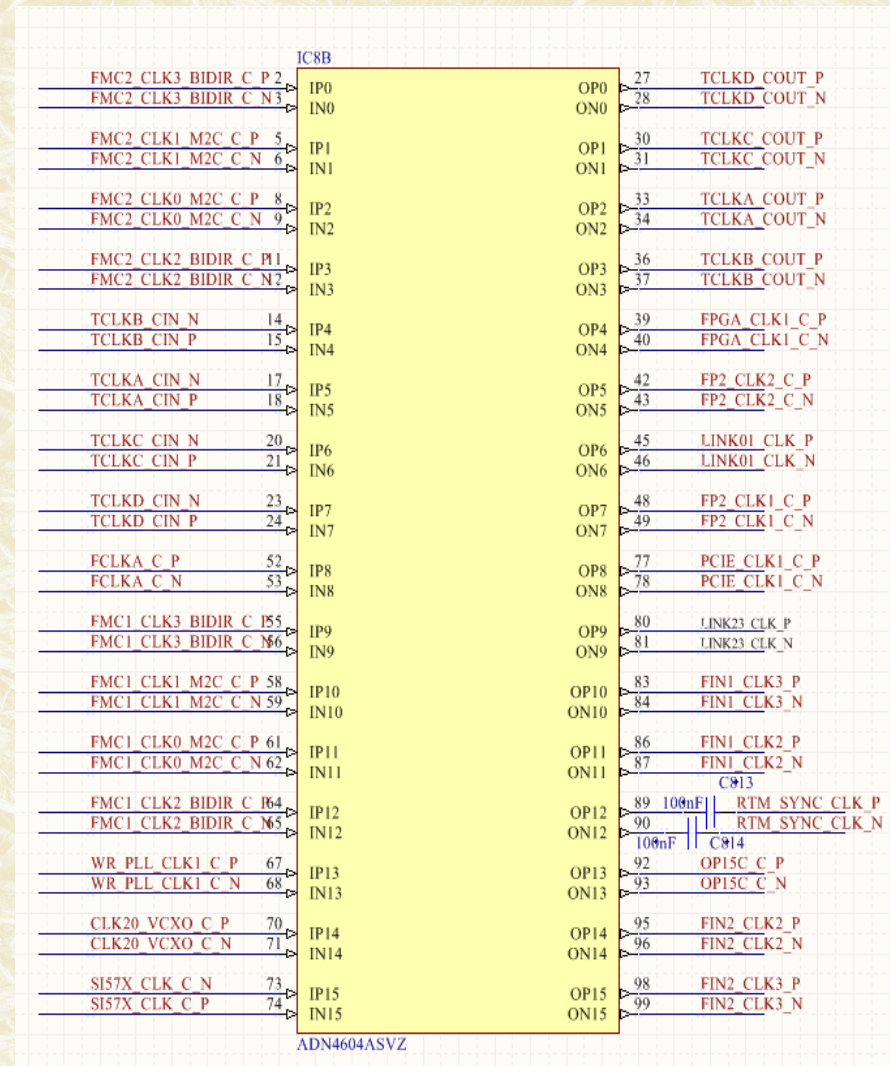 IC8B
FMC2_CLK3_BIDIR_C_P 2 IP0 OP0 27 TCLKD_COUT_P
FMC2_CLK3_BIDIR_C_N 3 IN0 ON0 28 TCLKD_COUT_N
FMC2_CLK1_M2C_C_P 5 IP1 OP1 30 TCLKC_COUT_P
FMC2_CLK1_M2C_C_N 6 IN1 ON1 31 TCLKC_COUT_N
FMC2_CLK0_M2C_C_P 8 IP2 OP2 33 TCLKA_COUT_P
FMC2_CLK0_M2C_C_N 9 IN2 ON2 34 TCLKA_COUT_N
FMC2_CLK2_BIDIR_C_P 11 IP3 OP3 36 TCLKB_COUT_P
FMC2_CLK2_BIDIR_C_N 12 IN3 ON3 37 TCLKB_COUT_N
TCLKB_CIN_N 14 IP4 OP4 39 FPGA_CLK1_C_P
TCLKB_CIN_P 15 IN4 ON4 40 FPGA_CLK1_C_N
TCLKA_CIN_N 17 IP5 OP5 42 FP2_CLK2_C_P
TCLKA_CIN_P 18 IN5 ON5 43 FP2_CLK2_C_N
TCLKC_CIN_N 20 IP6 OP6 45 LINK01_CLK_P
TCLKC_CIN_P 21 IN6 ON6 46 LINK01_CLK_N
TCLKD_CIN_N 23 IP7 OP7 48 FP2_CLK1_C_P
TCLKD_CIN_P 24 IN7 ON7 49 FP2_CLK1_C_N
FCLKA_C_P 52 IP8 OP8 77 PCIE_CLK1_C_P
FCLKA_C_N 53 IN8 ON8 78 PCIE_CLK1_C_N
FMC1_CLK3_BIDIR_C_P 55 IP9 OP9 80 LINK23_CLK_P
FMC1_CLK3_BIDIR_C_N 56 IN9 ON9 81 LINK23_CLK_N
FMC1_CLK1_M2C_C_P 58 IP10 OP10 83 FIN1_CLK3_P
FMC1_CLK1_M2C_C_N 59 IN10 ON10 84 FIN1_CLK3_N
FMC1_CLK0_M2C_C_P 61 IP11 OP11 86 FIN1_CLK2_P
FMC1_CLK0_M2C_C_N 62 IN11 ON11 87 FIN1_CLK2_N
C813
FMC1_CLK2_BIDIR_C_P 64 IP12 OP12 89 100nF RTM_SYNC_CLK_P
FMC1_CLK2_BIDIR_C_N 65 IN12 ON12 90 RTM_SYNC_CLK_N
100nF C814
WR_PLL_CLK1_C_P 67 IP13 OP13 92 OP15C_C_P
WR_PLL_CLK1_C_N 68 IN13 ON13 93 OP15C_C_N
CLK20_VCXO_C_P 70 IP14 OP14 95 FIN2_CLK2_P
CLK20_VCXO_C_N 71 IN14 ON14 96 FIN2_CLK2_N
SI57X_CLK_C_N 73 IP15 OP15 98 FIN2_CLK3_P
SI57X_CLK_C_P 74 IN15 ON15 99 FIN2_CLK3_N
ADN4604ASVZ